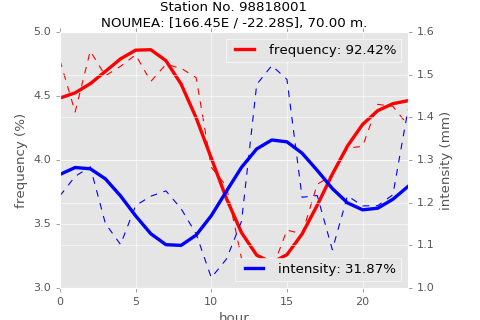 Station No. 98818001
NOUMEA: [166.45E / -22.28S], 70.00 m.
5.0
4.5
4.0
3.5
3.0
frequency (%)
frequency: 92.42%
intensity: 31.87%
1.6
1.5
1.4
1.3
1.2
1.1
1.0
intensity (mm)
0 5 10 15 20
hour